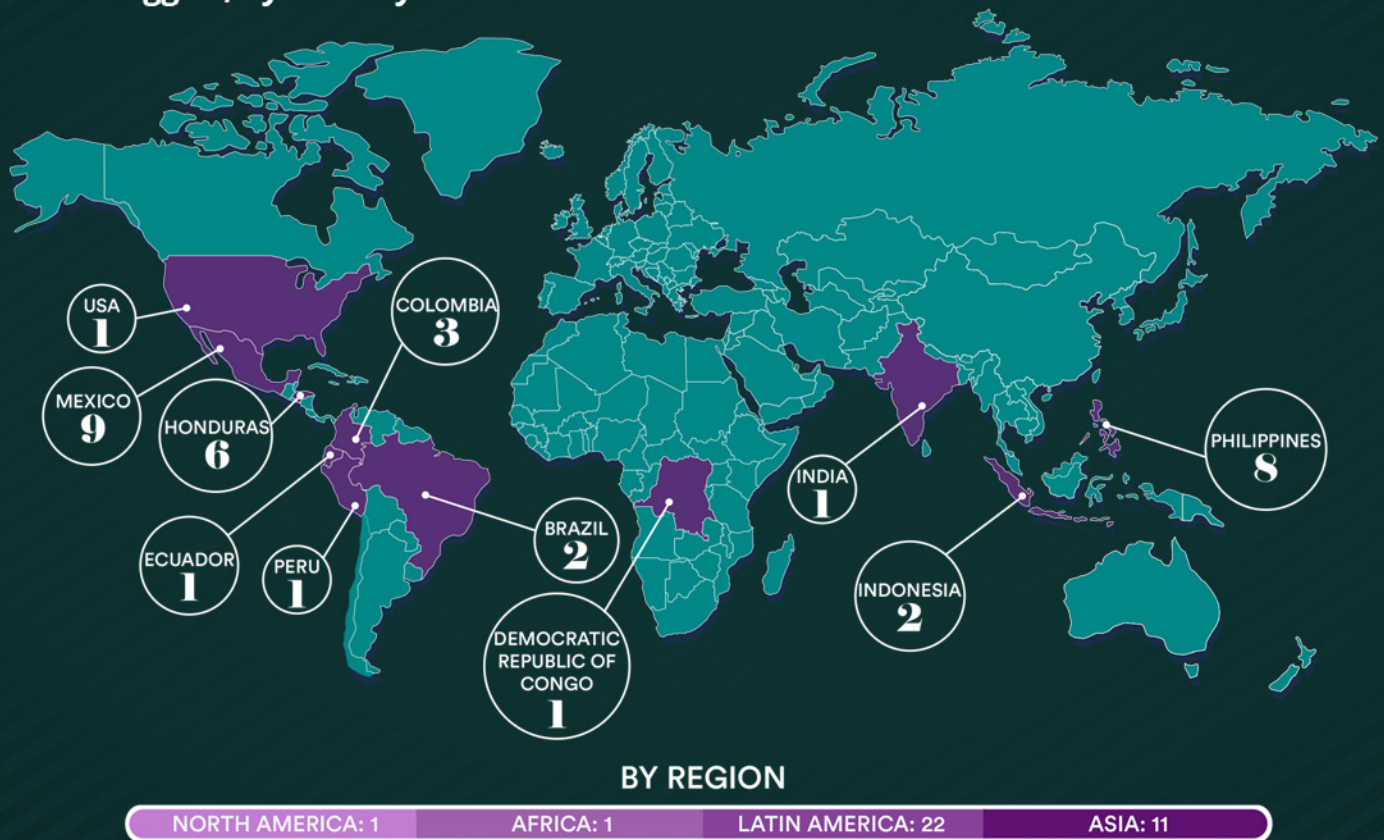 USA
1
COLOMBIA
3
MEXICO
9
HONDURAS
6
PHILIPPINES
8
INDIA
1
BRAZIL
2
ECUADOR
1
PERU
1
INDONESIA
2
DEMOCRATIC
REPUBLIC OF
CONGO
1
BY REGION
NORTH AMERICA: 1
AFRICA: 1
LATIN AMERICA: 22
ASIA: 11